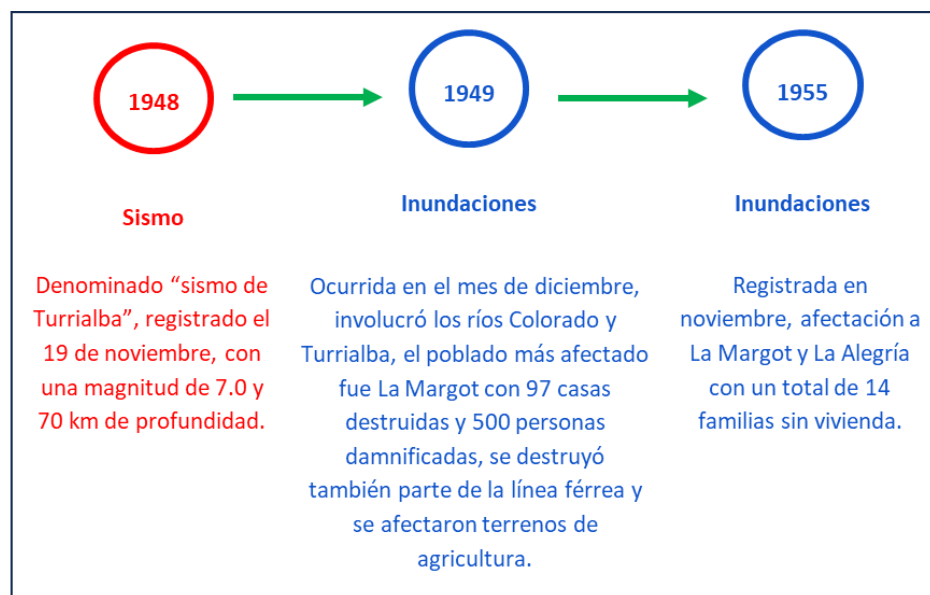 1948
Sismo
Denominado “sismo de
Turrialba”, registrado el
19 de noviembre, con
una magnitud de 7.0 y
70 km de profundidad.
1949
Inundaciones
Ocurrida en el mes de diciembre,
involucró los ríos Colorado y
Turrialba, el poblado más afectado
fue La Margot con 97 casas
destruidas y 500 personas
damnificadas, se destruyó
también parte de la línea férrea y
se afectaron terrenos de
agricultura.
1955
Inundaciones
Registrada en
noviembre, afectación a
La Margot y La Alegría
con un total de 14
familias sin vivienda.